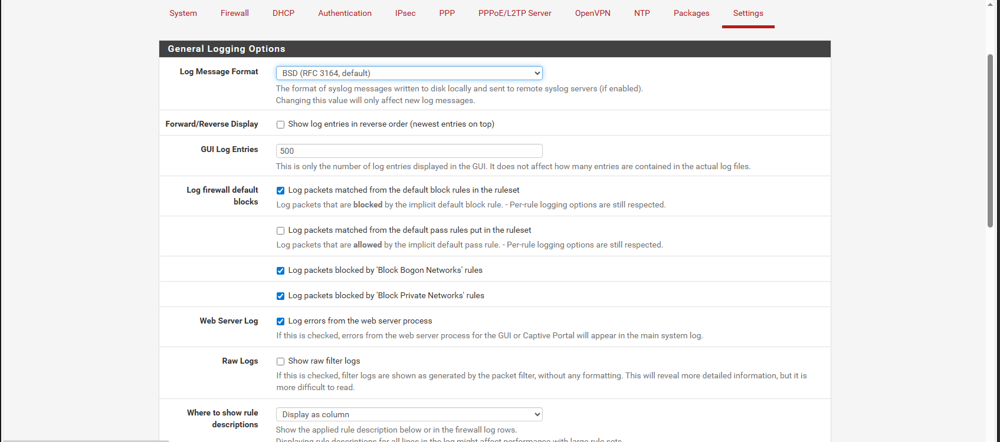 System Firewall DHCP Authentication IPsec PPP PPPoE/L2TP Server OpenVPN NTP Packages Settings
General Logging Options
Log Message Format
BSD (RFC 3164, default)
The format of syslog messages written to disk locally and sent to remote syslog servers (if enabled).
Changing this value will only affect new log messages.
Forward/Reverse Display
Show log entries in reverse order (newest entries on top)
GUI Log Entries
500
This is only the number of log entries displayed in the GUI. It does not affect how many entries are contained in the actual log files.
Log firewall default
blocks
Log packets matched from the default block rules in the ruleset
Log packets that are blocked by the implicit default block rule. - Per-rule logging options are still respected.
Log packets matched from the default pass rules put in the ruleset
Log packets that are allowed by the implicit default pass rule. - Per-rule logging options are still respected.
Log packets blocked by 'Block Bogon Networks' rules
Log packets blocked by 'Block Private Networks' rules
Web Server Log
Log errors from the web server process
If this is checked, errors from the web server process for the GUI or Captive Portal will appear in the main system log.
Raw Logs
Show raw filter logs
If this is checked, filter logs are shown as generated by the packet filter, without any formatting. This will reveal more detailed information, but it is
more difficult to read.
Where to show rule
descriptions
Display as column
Show the applied rule description below or in the firewall log rows.
Displaying rule descriptions for all lines in the log might affect performance with large rule sets.